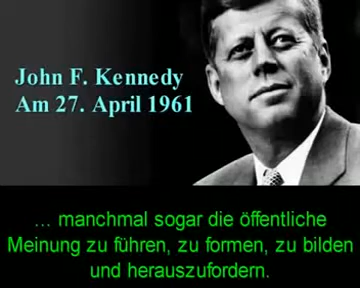 John F. Kennedy
Am 27. April 1961
... manchmal sogar die öffentliche
Meinung zu führen, zu formen, zu bilden
und herauszufordern.